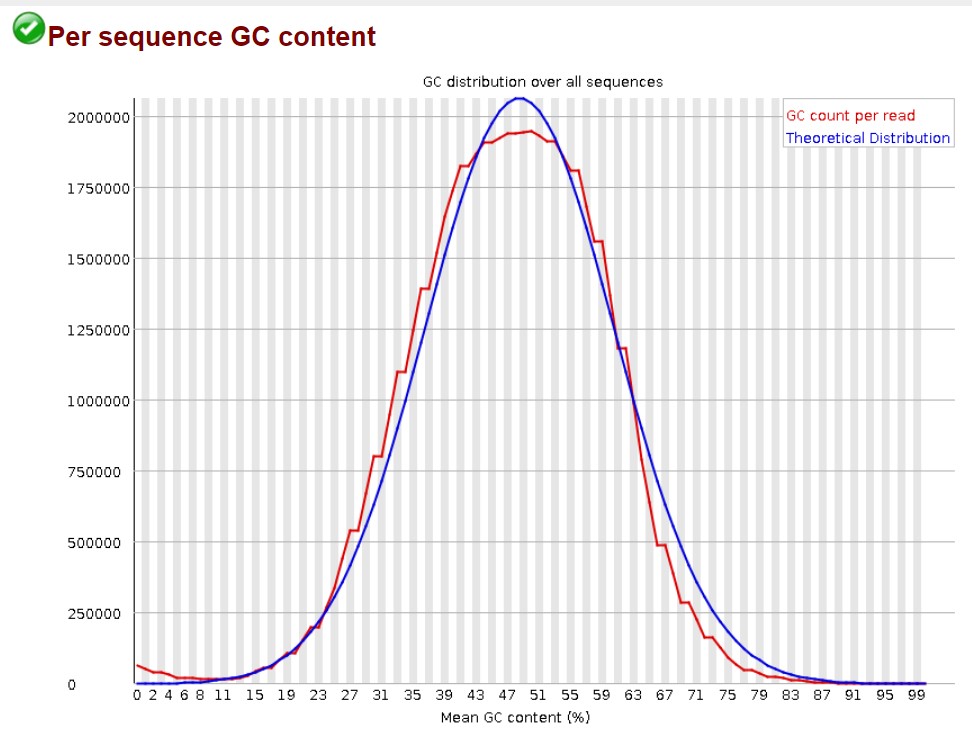 Per sequence GC content
GC distribution over all sequences
GC count per read
Theoretical Distribution
2000000
1750000
1500000
1250000
1000000
750000
500000
250000
0
0 2 4 6 8 11 15 19 23 27 31 35 39 43 47 51 55 59 63 67 71 75 79 83 87 91 95 99
Mean GC content (%)